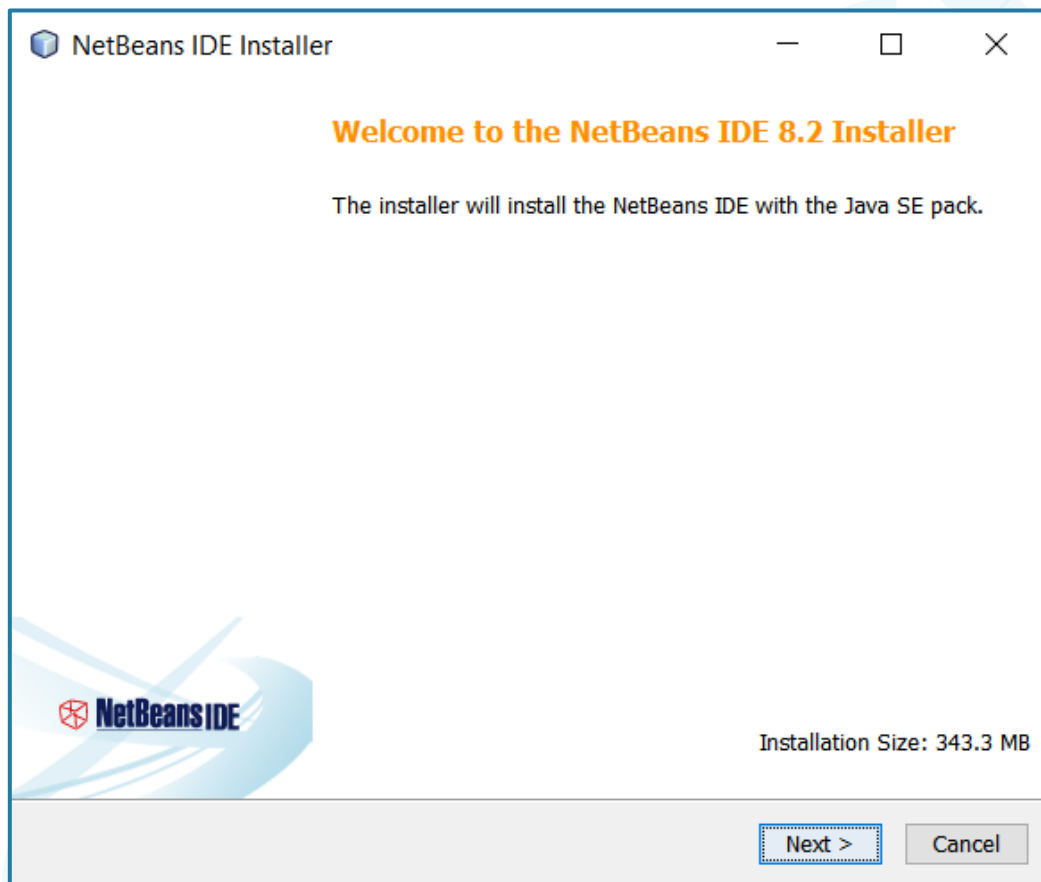 NetBeans IDE Installer
Welcome to the NetBeans IDE 8.2 Installer
The installer will install the NetBeans IDE with the Java SE pack.
NetBeans IDE
Installation Size: 343.3 MB
Next >
Cancel